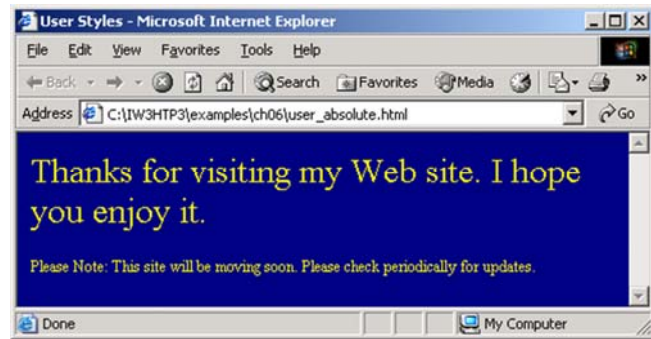 User Styles - Microsoft Internet Explorer
File Edit View Favorites Tools Help
Back Search Favorites Media »
Address C:\IW3HTP3\examples\ch06\user_absolute.html Go
Thanks for visiting my Web site. I hope
you enjoy it.
Please Note: This site will be moving soon. Please check periodically for updates.
Done My Computer